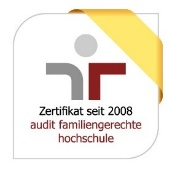 Zertifikat seit 2008
audit familiengerechte
hochschule